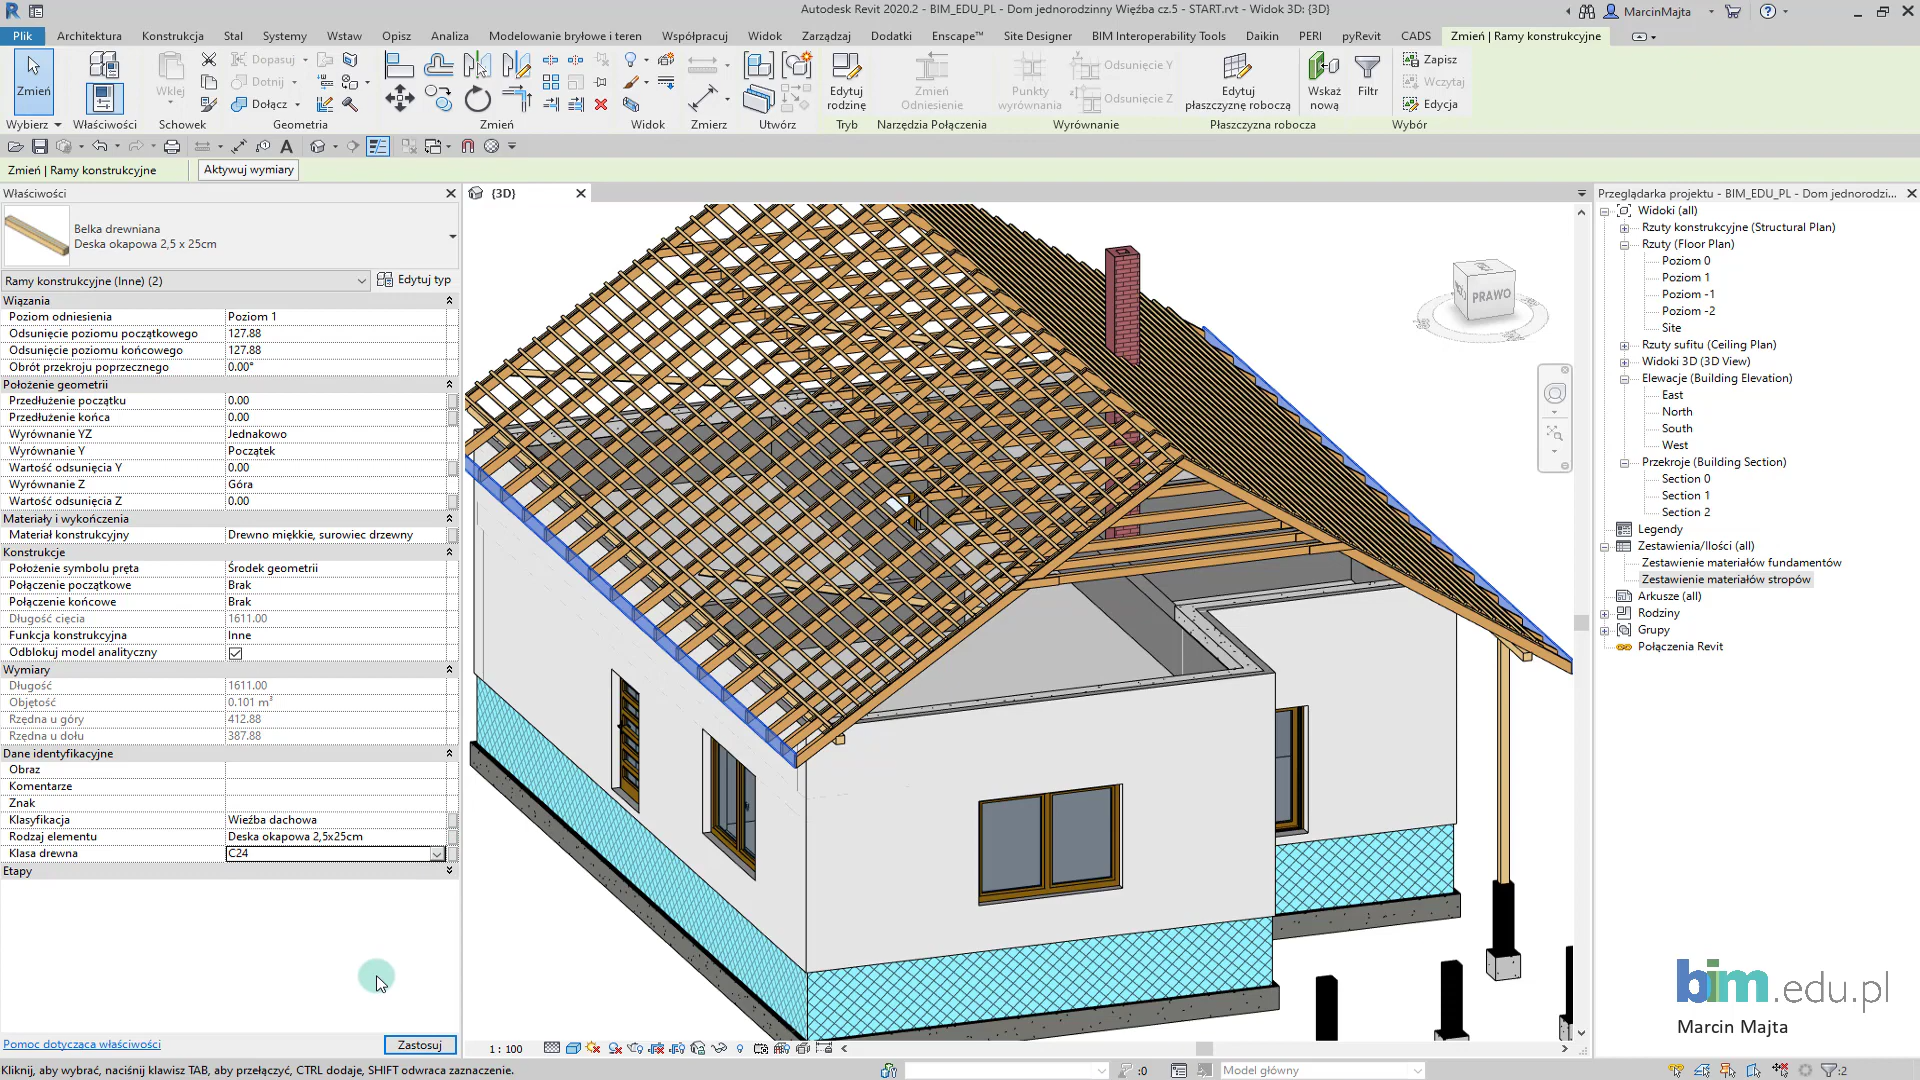 Autodesk Revit 2020.2 - BIM_EDU_PL - Dom jednorodzinny Więźba cz.5 - START.rvt - Widok 3D: {3D}
MarcinMajta
Plik Architektura Konstrukcja Stal Systemy Wstaw Opisz Analiza Modelowanie bryłowe i teren Współpracuj Widok Zarządzaj Dodatki Enscape™ Site Designer BIM Interoperability Tools Daikin PERI pyRevit CADS Zmień | Ramy konstrukcyjne
Zmień
Wklej
Dopasuj
Dotnij
Dołącz
Edytuj rodzinę
Zmień Odniesienie
Punkty wyrównania
Odsunięcie Y
Odsunięcie Z
Edytuj płaszczyznę roboczą
Wskaż nową
Filtr
Zapisz
Wczytaj
Edycja
Wybierz Właściwości Schowek Geometria Zmień Widok Zmierz Utwórz Tryb Narzędzia Połączenia Wyrównanie Płaszczyzna robocza Wybór
Zmień | Ramy konstrukcyjne Aktywuj wymiary
Właściwości
Belka drewniana
Deska okapowa 2,5 x 25cm
Ramy konstrukcyjne (Inne) (2) Edytuj typ
Wiązania
Poziom odniesienia Poziom 1
Odsunięcie poziomu początkowego 127.88
Odsunięcie poziomu końcowego 127.88
Obrót przekroju poprzecznego 0.00°
Położenie geometrii
Przedłużenie początku 0.00
Przedłużenie końca 0.00
Wyrównanie YZ Jednakowo
Wyrównanie Y Początek
Wartość odsunięcia Y 0.00
Wyrównanie Z Góra
Wartość odsunięcia Z 0.00
Materiały i wykończenia
Materiał konstrukcyjny Drewno miękkie, surowiec drzewny
Konstrukcje
Położenie symbolu pręta Środek geometrii
Połączenie początkowe Brak
Połączenie końcowe Brak
Długość cięcia 1611.00
Funkcja konstrukcyjna Inne
Odblokuj model analityczny
Wymiary
Długość 1611.00
Objętość 0.101 m³
Rzędna u góry 412.88
Rzędna u dołu 387.88
Dane identyfikacyjne
Obraz
Komentarze
Znak
Klasyfikacja Wieźba dachowa
Rodzaj elementu Deska okapowa 2,5x25cm
Klasa drewna C24
Etapy
Pomoc dotycząca właściwości Zastosuj
{3D}
PRAWO
1 : 100
Przeglądarka projektu - BIM_EDU_PL - Dom jednorodzi...
Widoki (all)
Rzuty konstrukcyjne (Structural Plan)
Rzuty (Floor Plan)
Poziom 0
Poziom 1
Poziom -1
Poziom -2
Site
Rzuty sufitu (Ceiling Plan)
Widoki 3D (3D View)
Elewacje (Building Elevation)
East
North
South
West
Przekroje (Building Section)
Section 0
Section 1
Section 2
Legendy
Zestawienia/Ilości (all)
Zestawienie materiałów fundamentów
Zestawienie materiałów stropów
Arkusze (all)
Rodziny
Grupy
Połączenia Revit
bim.edu.pl
Marcin Majta
Kliknij, aby wybrać, naciśnij klawisz TAB, aby przełączyć, CTRL dodaje, SHIFT odwraca zaznaczenie.
:0
Model główny
:2